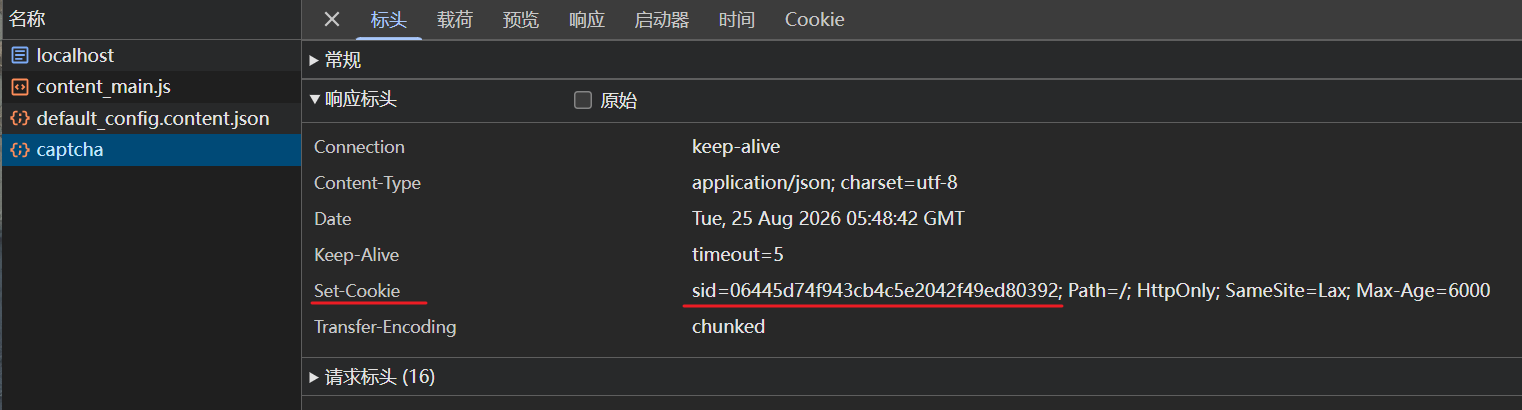 名称
localhost
content_main.js
default_config.content.json
captcha
标头 载荷 预览 响应 启动器 时间 Cookie
常规
响应标头 原始
Connection keep-alive
Content-Type application/json; charset=utf-8
Date Tue, 25 Aug 2026 05:48:42 GMT
Keep-Alive timeout=5
Set-Cookie sid=06445d74f943cb4c5e2042f49ed80392; Path=/; HttpOnly; SameSite=Lax; Max-Age=6000
Transfer-Encoding chunked
请求标头 (16)